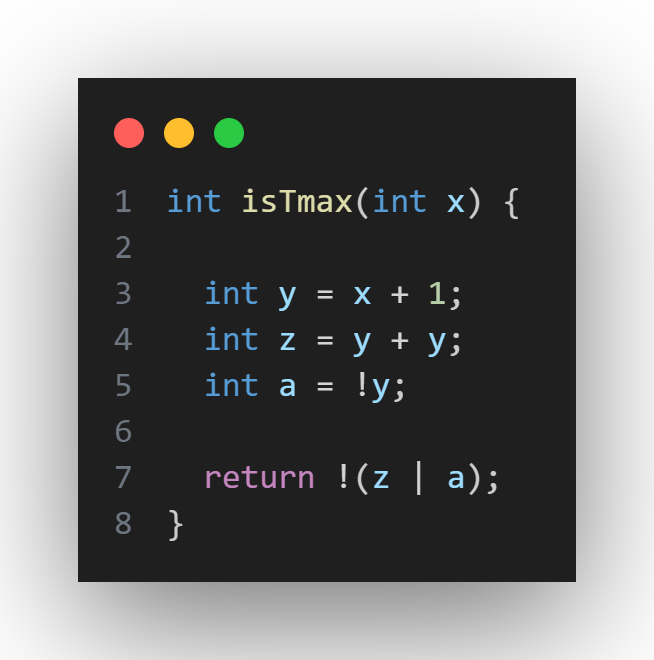 1 int isTmax(int x) {
2
3   int y = x + 1;
4   int z = y + y;
5   int a = !y;
6
7   return !(z | a);
8 }